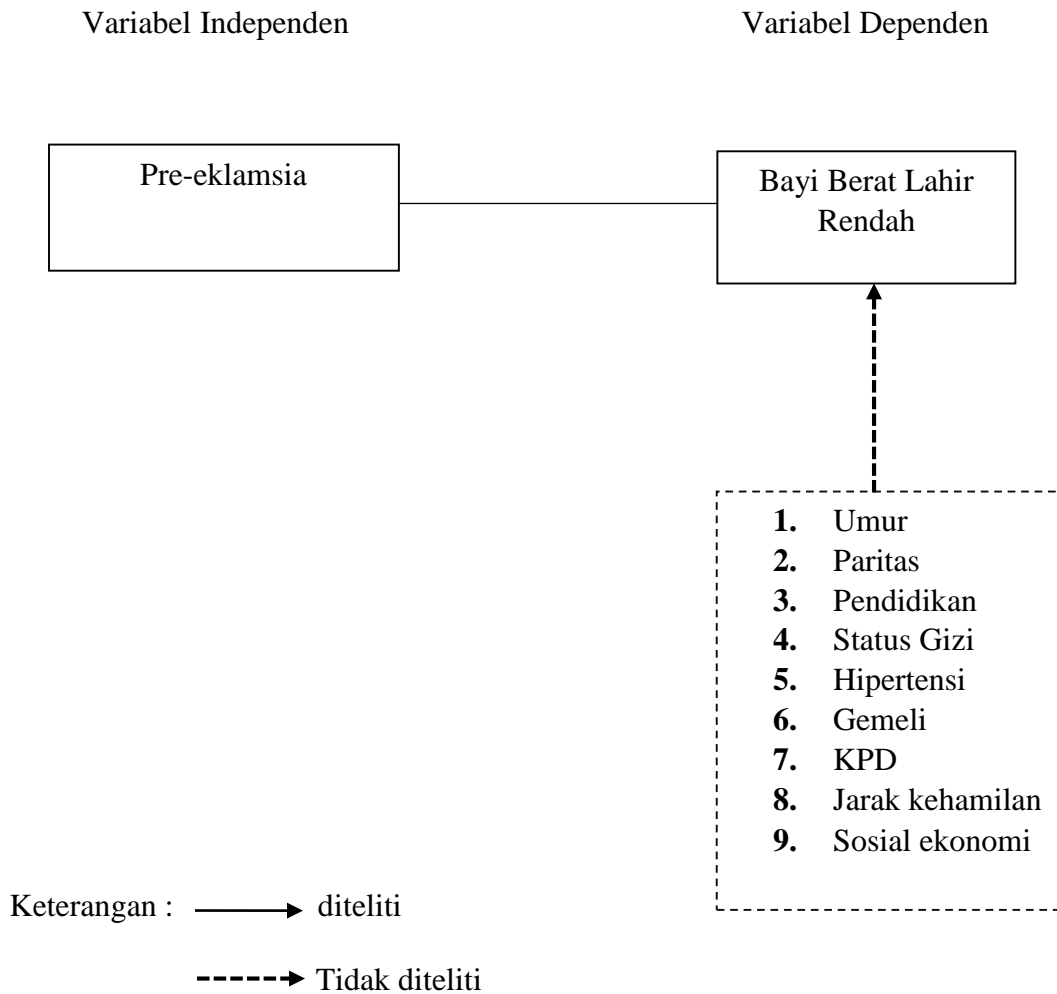 Variabel Independen Variabel Dependen
Pre-eklamsia
Bayi Berat Lahir
Rendah
1. Umur
2. Paritas
3. Pendidikan
4. Status Gizi
5. Hipertensi
6. Gemeli
7. KPD
8. Jarak kehamilan
9. Sosial ekonomi
Keterangan : diteliti
Tidak diteliti